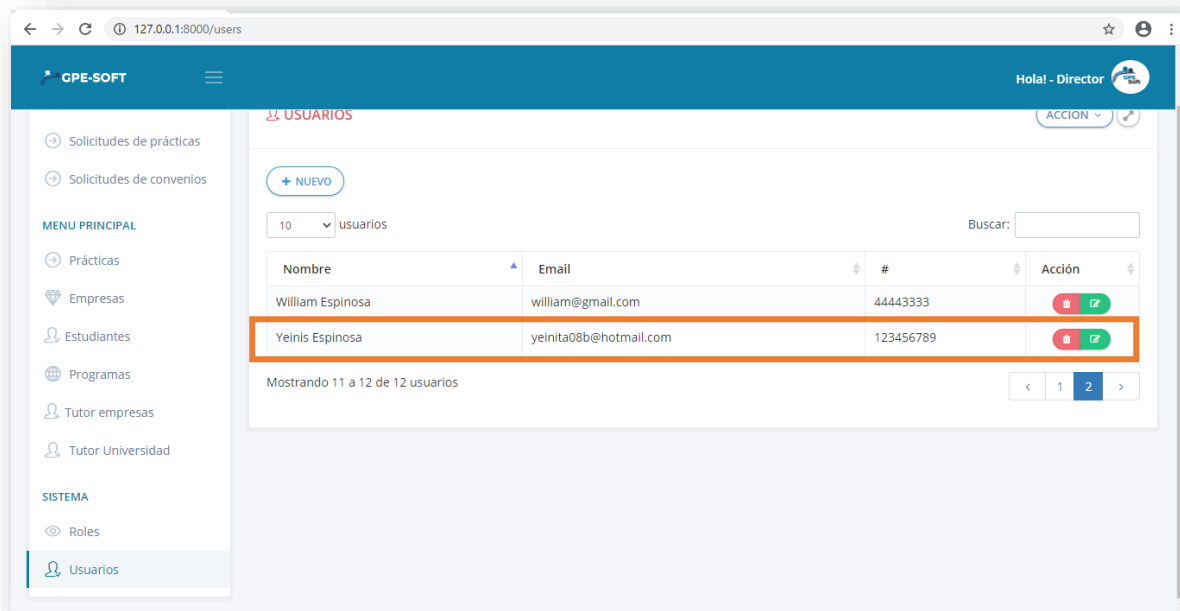 127.0.0.1:8000/users
GPE-SOFT
Hola! - Director
GPE
Soft
USUARIOS
ACCIÓN
Solicitudes de prácticas
Solicitudes de convenios
MENU PRINCIPAL
Prácticas
Empresas
Estudiantes
Programas
Tutor empresas
Tutor Universidad
SISTEMA
Roles
Usuarios
+ NUEVO
10 usuarios
Buscar:
Nombre Email # Acción
William Espinosa william@gmail.com 44443333
Yeinis Espinosa yeinita08b@hotmail.com 123456789
Mostrando 11 a 12 de 12 usuarios
‹ 1 2 ›